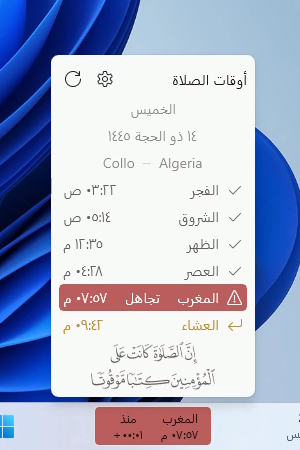 أوقات الصلاة
الخميس
١٤ ذو الحجة ١٤٤٥
Collo – Algeria
الفجر ٠٣:٢٢ ص
الشروق ٠٥:١٤ ص
الظهر ١٢:٣٥ م
العصر ٠٤:٢٨ م
المغرب تجاهل ٠٧:٥٧ م
العشاء ٠٩:٤٢ م
إِنَّ الصَّلَاةَ كَانَتْ عَلَى
الْمُؤْمِنِينَ كِتَابًا مَوْقُوتًا
المغرب منذ
٠٧:٥٧ م ٠٠:٠١+